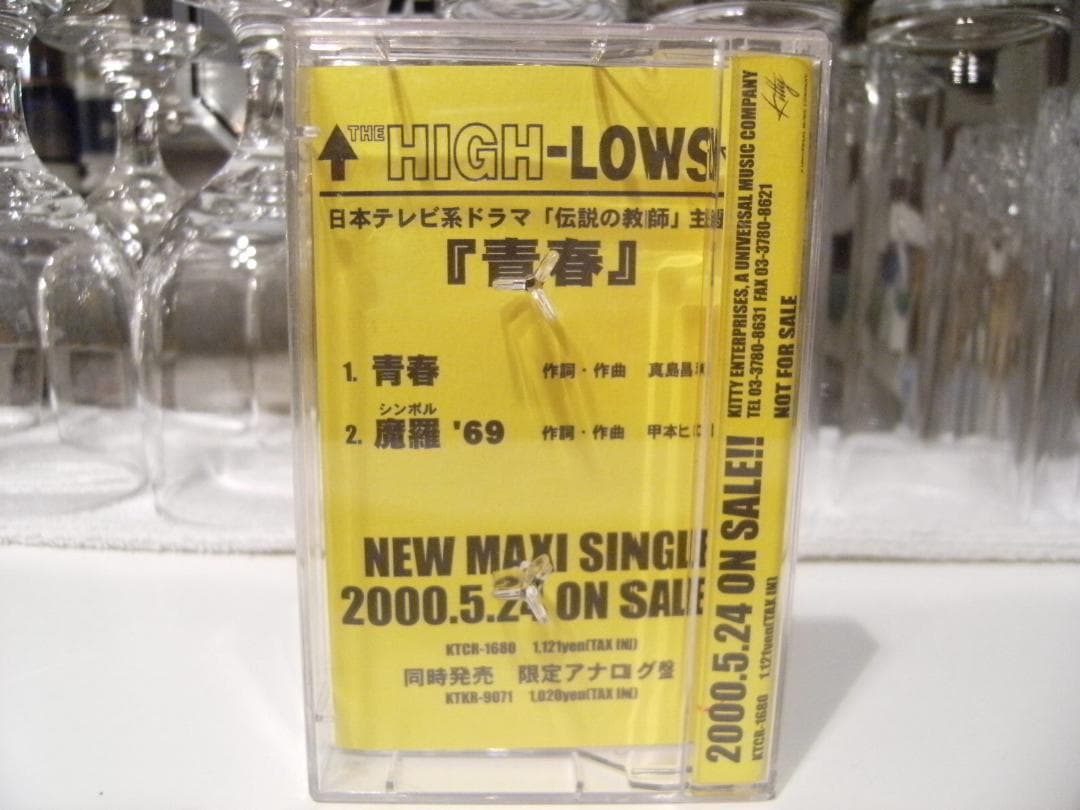 THE HIGH-LOWS
日本テレビ系ドラマ「伝説の教師」主
『青春』
1. 青春 作詞・作曲 真島昌
シンボル
2. 魔羅 '69 作詞・作曲 甲本ヒ
NEW MAXI SINGLE
2000.5.24 ON SALE
KTCR-1680 1,121yen(TAX IN)
同時発売 限定アナログ盤
KTKR-9071 1,020yen(TAX IN)
2000.5.24 ON SALE!!
KTCR-1680 1,121yen(TAX IN)
KITTY ENTERPRISES, A UNIVERSAL MUSIC COMPANY
TEL 03-3780-8631 FAX 03-3780-8621
NOT FOR SALE
Kitty